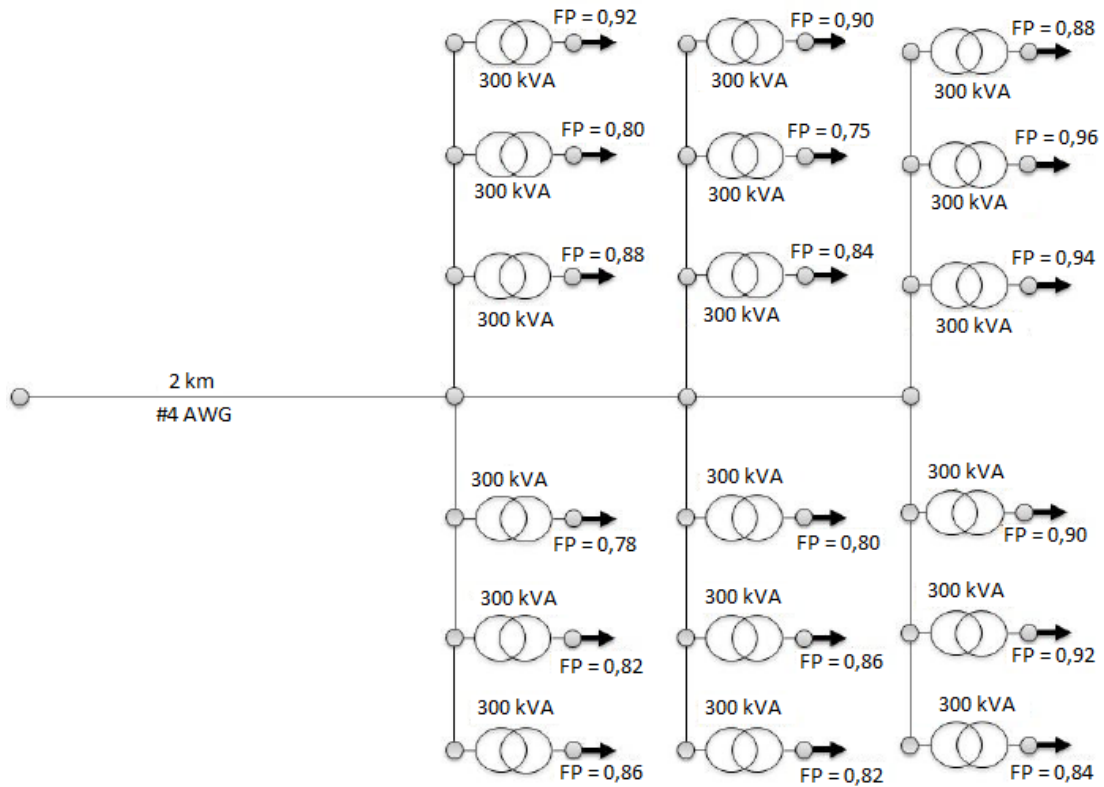 FP = 0,92
300 kVA
FP = 0,90
300 kVA
FP = 0,88
300 kVA
FP = 0,80
300 kVA
FP = 0,75
300 kVA
FP = 0,96
300 kVA
FP = 0,88
300 kVA
FP = 0,84
300 kVA
FP = 0,94
300 kVA
2 km
#4 AWG
300 kVA
FP = 0,78
300 kVA
FP = 0,80
300 kVA
FP = 0,90
300 kVA
FP = 0,82
300 kVA
FP = 0,86
300 kVA
FP = 0,92
300 kVA
FP = 0,86
300 kVA
FP = 0,82
300 kVA
FP = 0,84